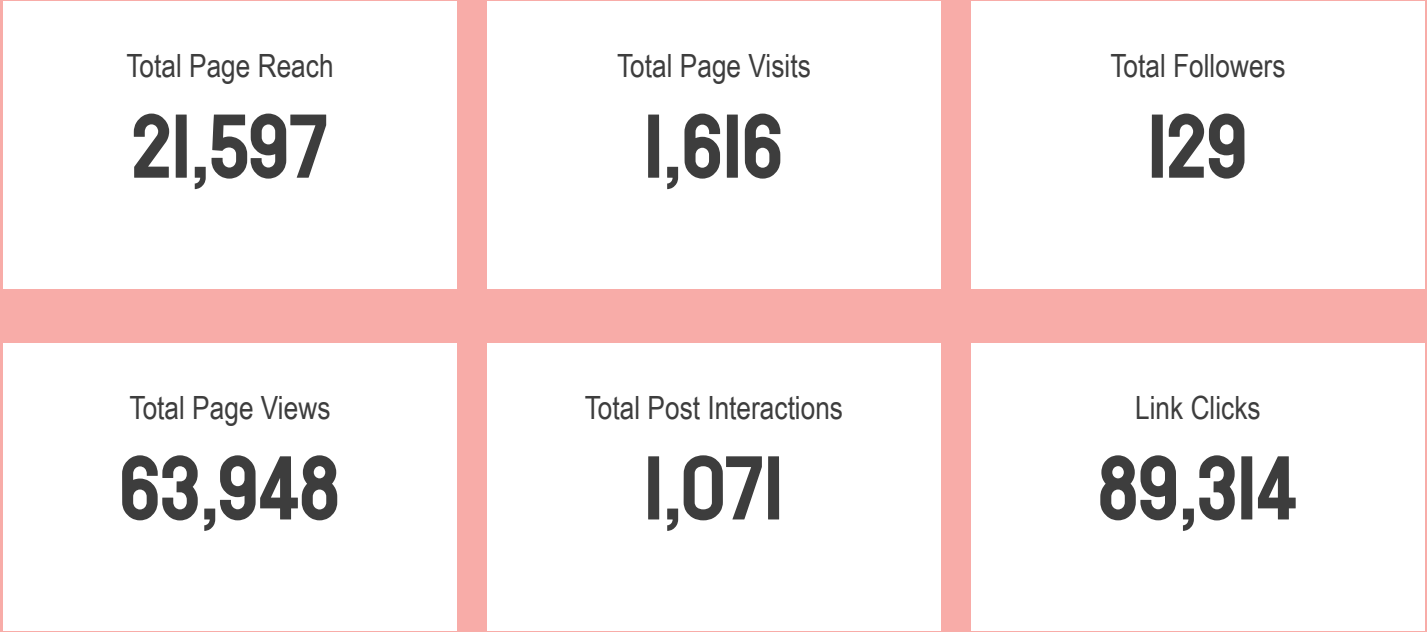 Total Page Reach
21,597
Total Page Visits
1,616
Total Followers
129
Total Page Views
63,948
Total Post Interactions
1,071
Link Clicks
89,314